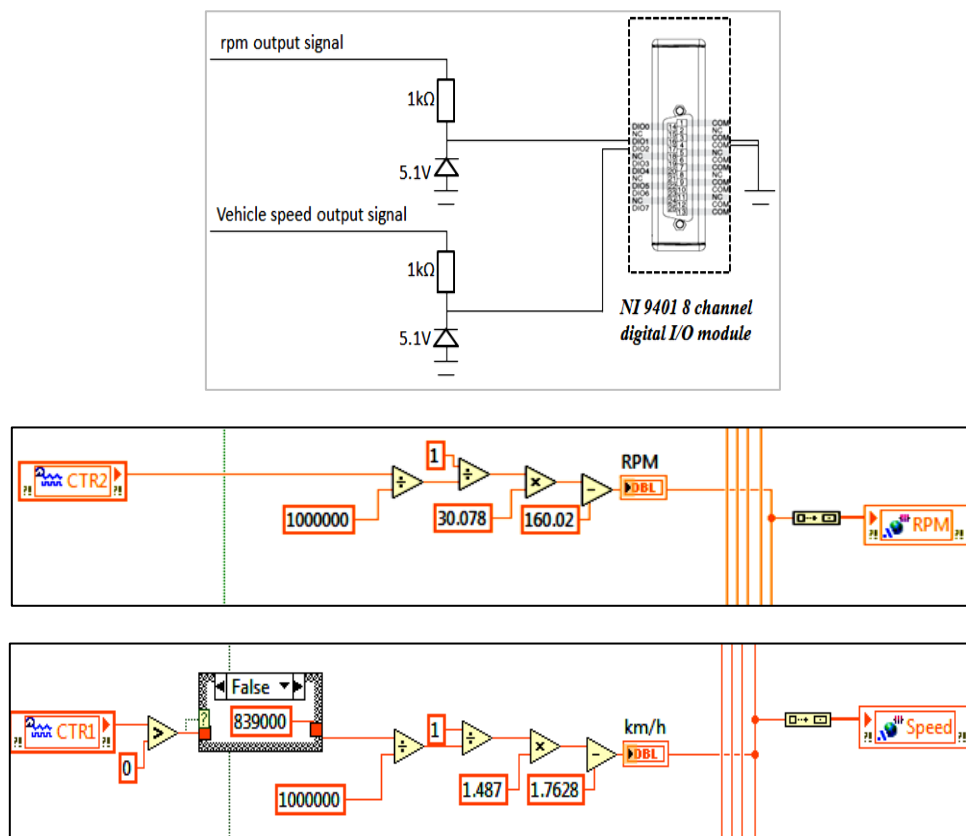 rpm output signal
1kΩ
5.1V
Vehicle speed output signal
1kΩ
5.1V
DIO0
NC
DIO1
DIO2
NC
DIO3
DIO4
NC
DIO5
DIO6
NC
DIO7
COM
NC
COM
COM
NC
COM
COM
NC
COM
COM
NC
COM
COM
NI 9401 8 channel
digital I/O module
CTR2
1000000
1
30.078
160.02
RPM
DBL
RPM
CTR1
0
False
?
839000
1000000
1
1.487
1.7628
km/h
DBL
Speed